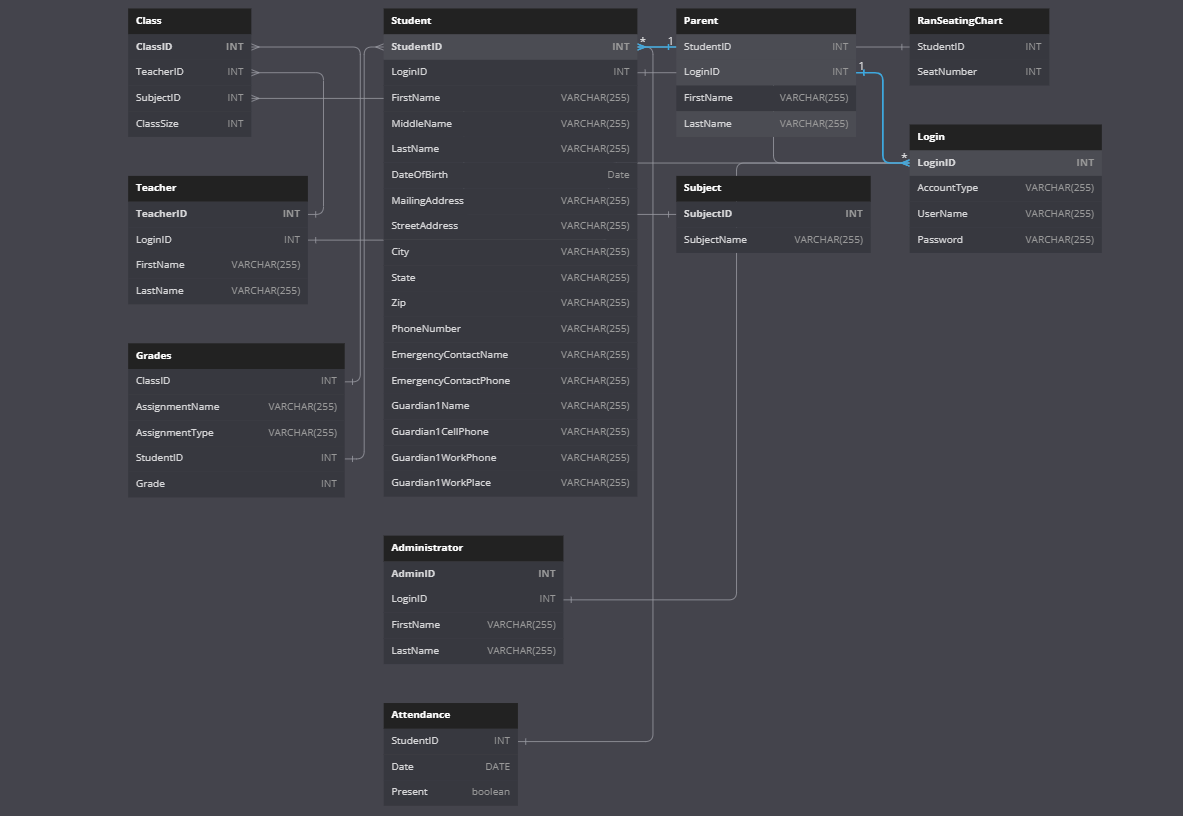 Class
ClassID INT
TeacherID INT
SubjectID INT
ClassSize INT
Teacher
TeacherID INT
LoginID INT
FirstName VARCHAR(255)
LastName VARCHAR(255)
Grades
ClassID INT
AssignmentName VARCHAR(255)
AssignmentType VARCHAR(255)
StudentID INT
Grade INT
Student
StudentID INT
LoginID INT
FirstName VARCHAR(255)
MiddleName VARCHAR(255)
LastName VARCHAR(255)
DateOfBirth Date
MailingAddress VARCHAR(255)
StreetAddress VARCHAR(255)
City VARCHAR(255)
State VARCHAR(255)
Zip VARCHAR(255)
PhoneNumber VARCHAR(255)
EmergencyContactName VARCHAR(255)
EmergencyContactPhone VARCHAR(255)
Guardian1Name VARCHAR(255)
Guardian1CellPhone VARCHAR(255)
Guardian1WorkPhone VARCHAR(255)
Guardian1WorkPlace VARCHAR(255)
Administrator
AdminID INT
LoginID INT
FirstName VARCHAR(255)
LastName VARCHAR(255)
Attendance
StudentID INT
Date DATE
Present boolean
* 1
Parent
StudentID INT
LoginID INT
FirstName VARCHAR(255)
LastName VARCHAR(255)
1
*
Subject
SubjectID INT
SubjectName VARCHAR(255)
RanSeatingChart
StudentID INT
SeatNumber INT
Login
LoginID INT
AccountType VARCHAR(255)
UserName VARCHAR(255)
Password VARCHAR(255)